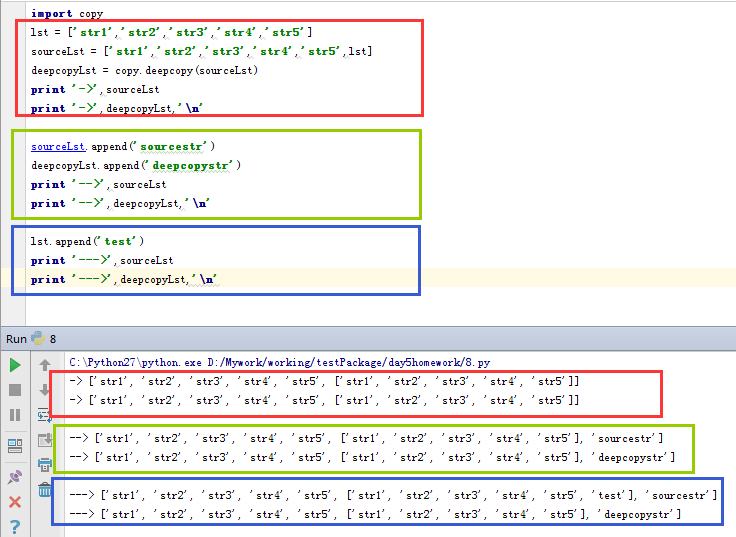 import copy
lst = ['str1','str2','str3','str4','str5']
sourceLst = ['str1','str2','str3','str4','str5',lst]
deepcopyLst = copy.deepcopy(sourceLst)
print '->',sourceLst
print '->',deepcopyLst,'\n'
sourceLst.append('sourcestr')
deepcopyLst.append('deepcopystr')
print '-->',sourceLst
print '-->',deepcopyLst,'\n'
lst.append('test')
print '--->',sourceLst
print '--->',deepcopyLst,'\n'
Run 8
C:\Python27\python.exe D:/Mywork/working/testPackage/day5homework/8.py
-> ['str1', 'str2', 'str3', 'str4', 'str5', ['str1', 'str2', 'str3', 'str4', 'str5']]
-> ['str1', 'str2', 'str3', 'str4', 'str5', ['str1', 'str2', 'str3', 'str4', 'str5']]
--> ['str1', 'str2', 'str3', 'str4', 'str5', ['str1', 'str2', 'str3', 'str4', 'str5'], 'sourcestr']
--> ['str1', 'str2', 'str3', 'str4', 'str5', ['str1', 'str2', 'str3', 'str4', 'str5'], 'deepcopystr']
---> ['str1', 'str2', 'str3', 'str4', 'str5', ['str1', 'str2', 'str3', 'str4', 'str5', 'test'], 'sourcestr']
---> ['str1', 'str2', 'str3', 'str4', 'str5', ['str1', 'str2', 'str3', 'str4', 'str5'], 'deepcopystr']